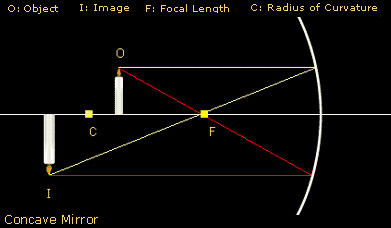 O: Object I: Image F: Focal Length C: Radius of Curvature
O
C
F
I
Concave Mirror